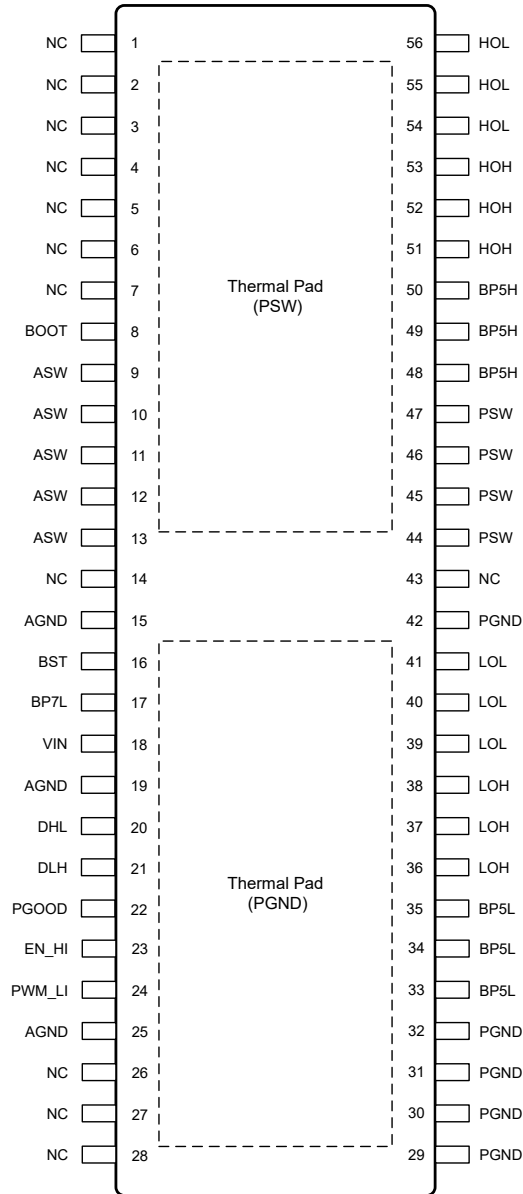 NC 1 56 HOL
NC 2 55 HOL
NC 3 54 HOL
NC 4 53 HOH
NC 5 52 HOH
NC 6 51 HOH
NC 7 Thermal Pad 50 BP5H
(PSW)
BOOT 8 49 BP5H
ASW 9 48 BP5H
ASW 10 47 PSW
ASW 11 46 PSW
ASW 12 45 PSW
ASW 13 44 PSW
NC 14 43 NC
AGND 15 42 PGND
BST 16 41 LOL
BP7L 17 40 LOL
VIN 18 39 LOL
AGND 19 38 LOH
DHL 20 37 LOH
DLH 21 36 LOH
Thermal Pad
PGOOD 22 (PGND) 35 BP5L
EN_HI 23 34 BP5L
PWM_LI 24 33 BP5L
AGND 25 32 PGND
NC 26 31 PGND
NC 27 30 PGND
NC 28 29 PGND